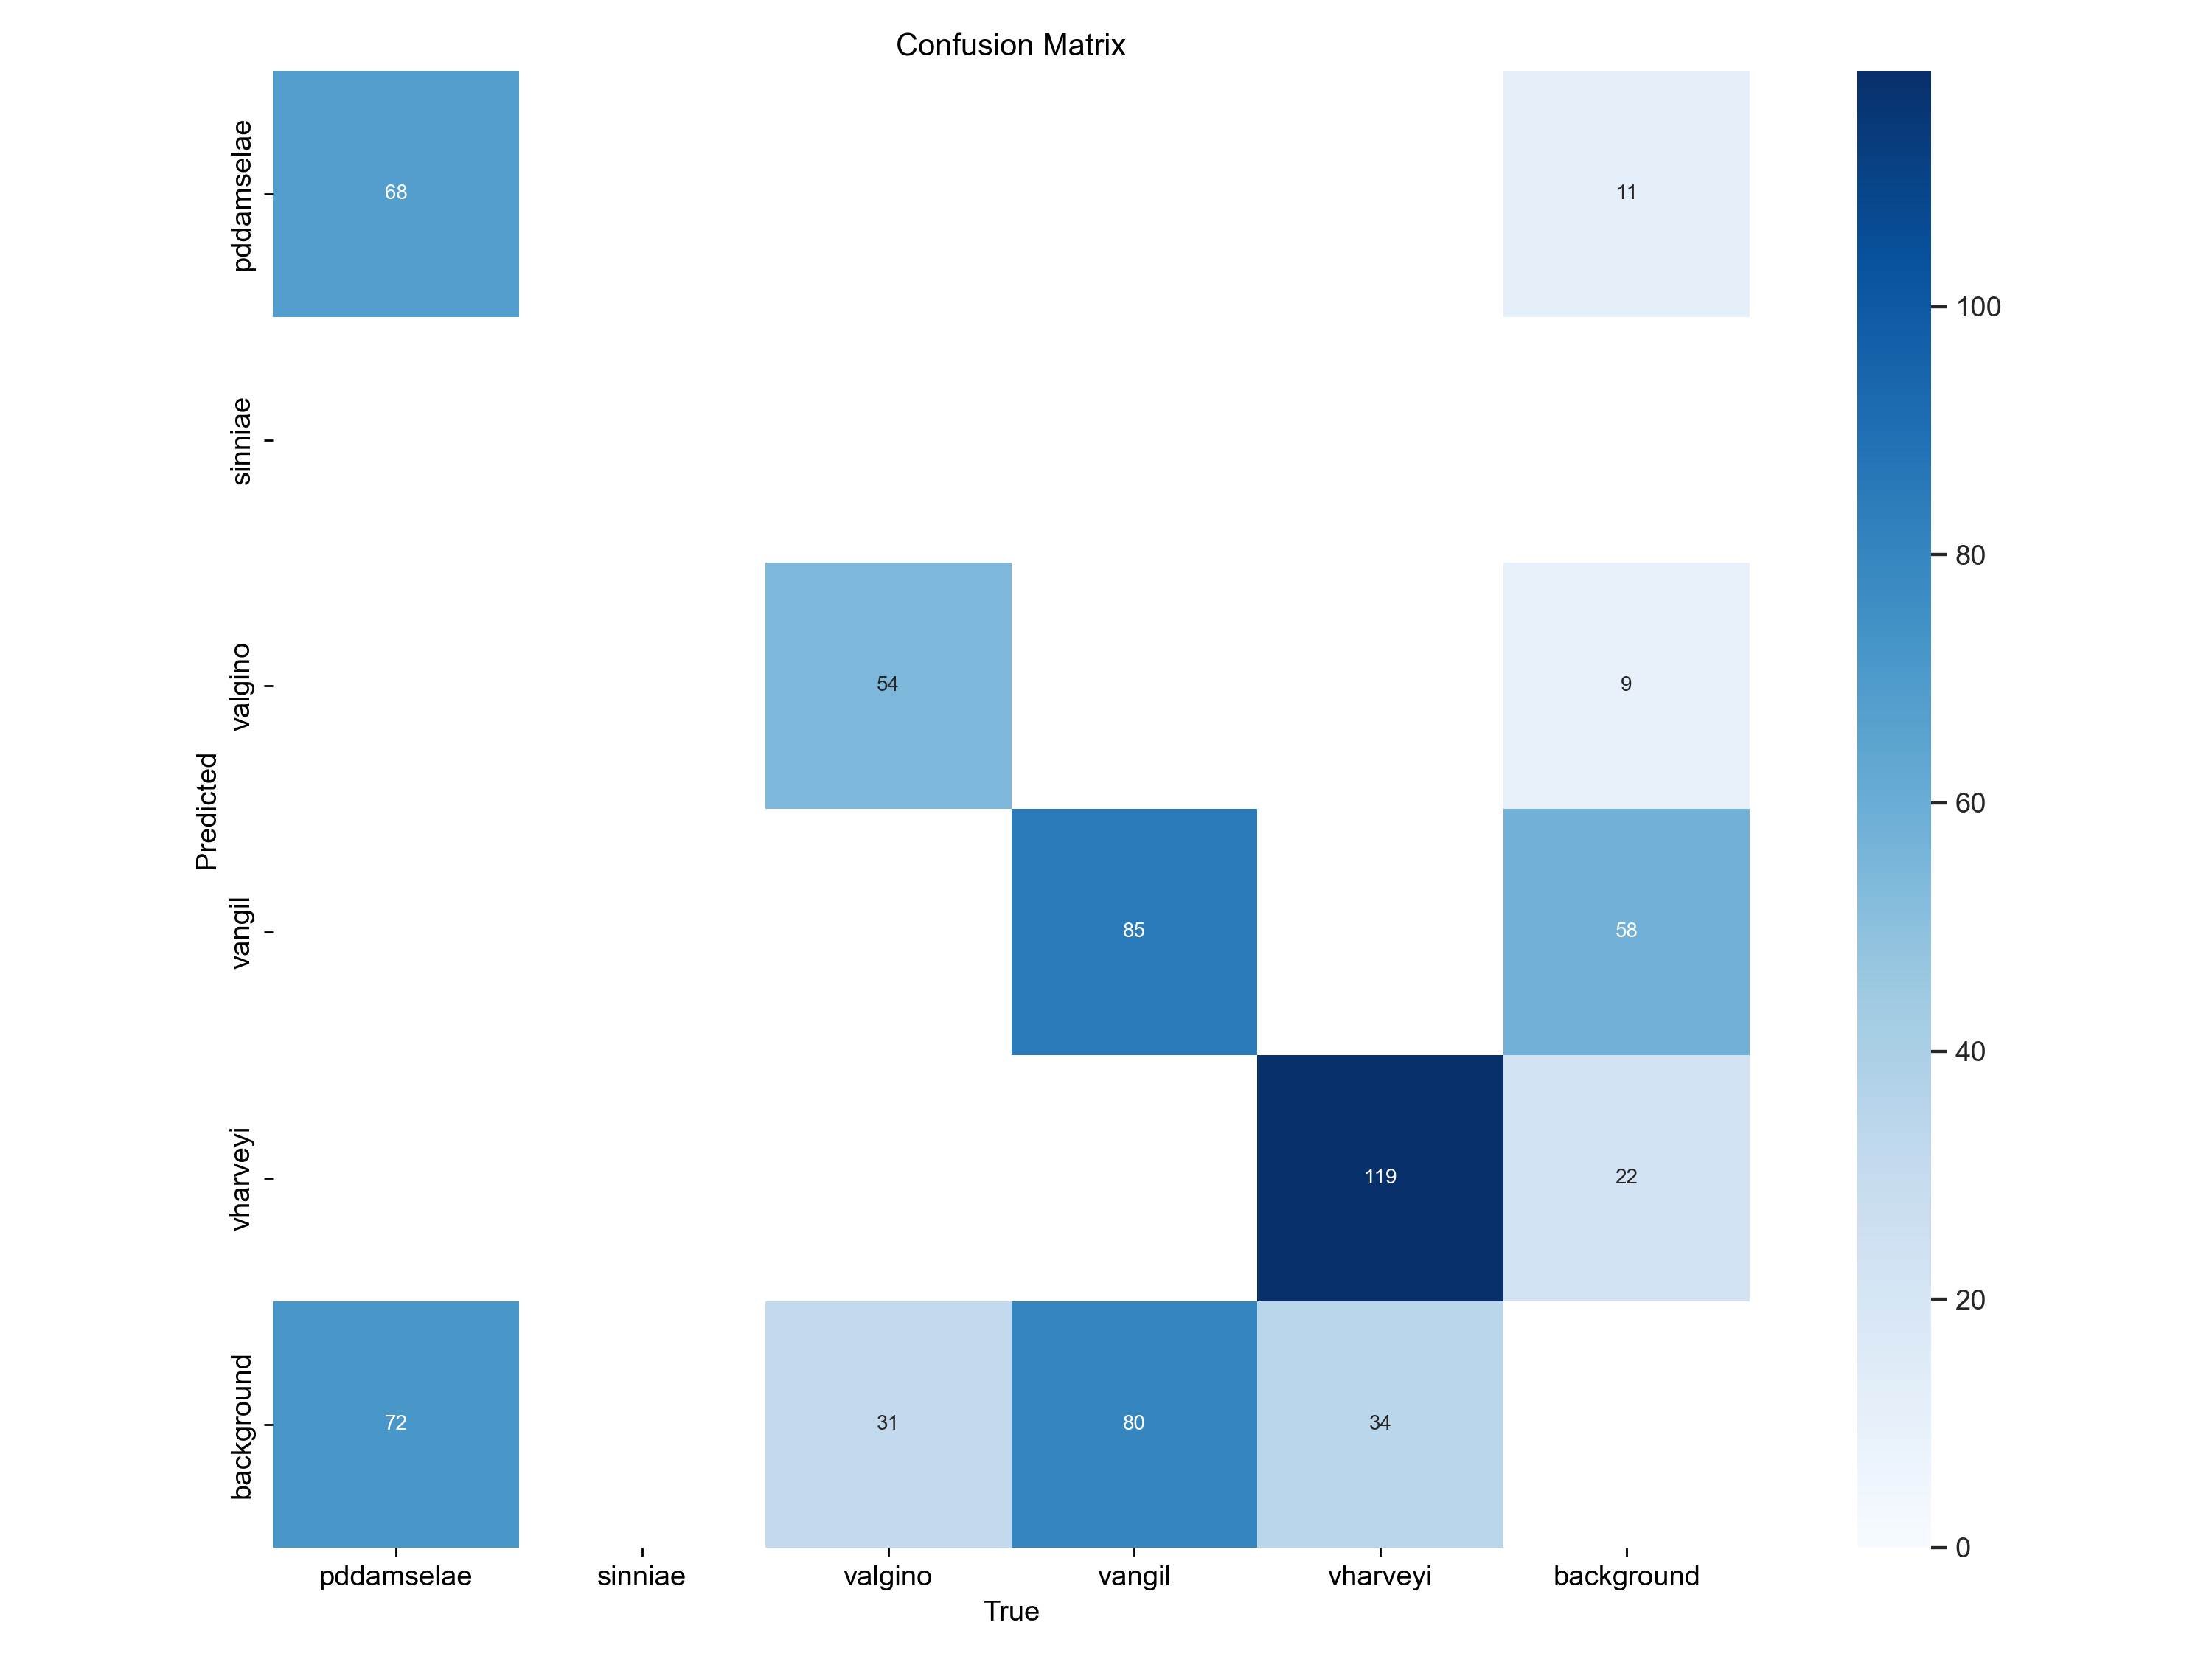 Confusion Matrix
pddamselae
68
11
100
sinniae
80
valgino
54
9
60
Predicted
vangil
85
58
40
vharveyi
119
22
20
background
72
31
80
34
0
pddamselae sinniae valgino vangil vharveyi background
True